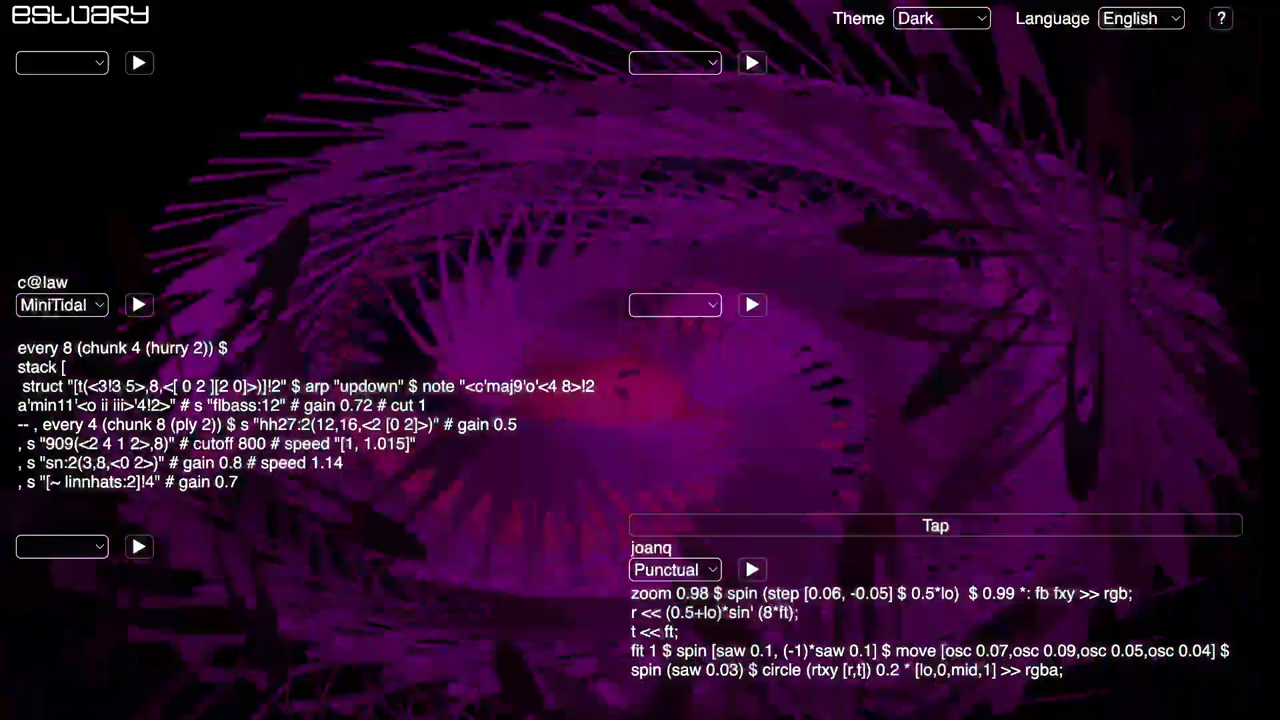 estuary
Theme Dark Language English ?
c@law
MiniTidal
every 8 (chunk 4 (hurry 2)) $
stack [
struct "[t(<3!3 5>,8,<[ 0 2 ][2 0]>)]!2" $ arp "updown" $ note "<c'maj9'o'<4 8>!2
a'min11'<o ii iii>'4!2>" # s "flbass:12" # gain 0.72 # cut 1
-- , every 4 (chunk 8 (ply 2)) $ s "hh27:2(12,16,<2 [0 2]>)" # gain 0.5
, s "909(<2 4 1 2>,8)" # cutoff 800 # speed "[1, 1.015]"
, s "sn:2(3,8,<0 2>)" # gain 0.8 # speed 1.14
, s "[~ linnhats:2]!4" # gain 0.7
Tap
joanq
Punctual
zoom 0.98 $ spin (step [0.06, -0.05] $ 0.5*lo)  $ 0.99 *: fb fxy >> rgb;
r << (0.5+lo)*sin' (8*ft);
t << ft;
fit 1 $ spin [saw 0.1, (-1)*saw 0.1] $ move [osc 0.07,osc 0.09,osc 0.05,osc 0.04] $
spin (saw 0.03) $ circle (rtxy [r,t]) 0.2 * [lo,0,mid,1] >> rgba;